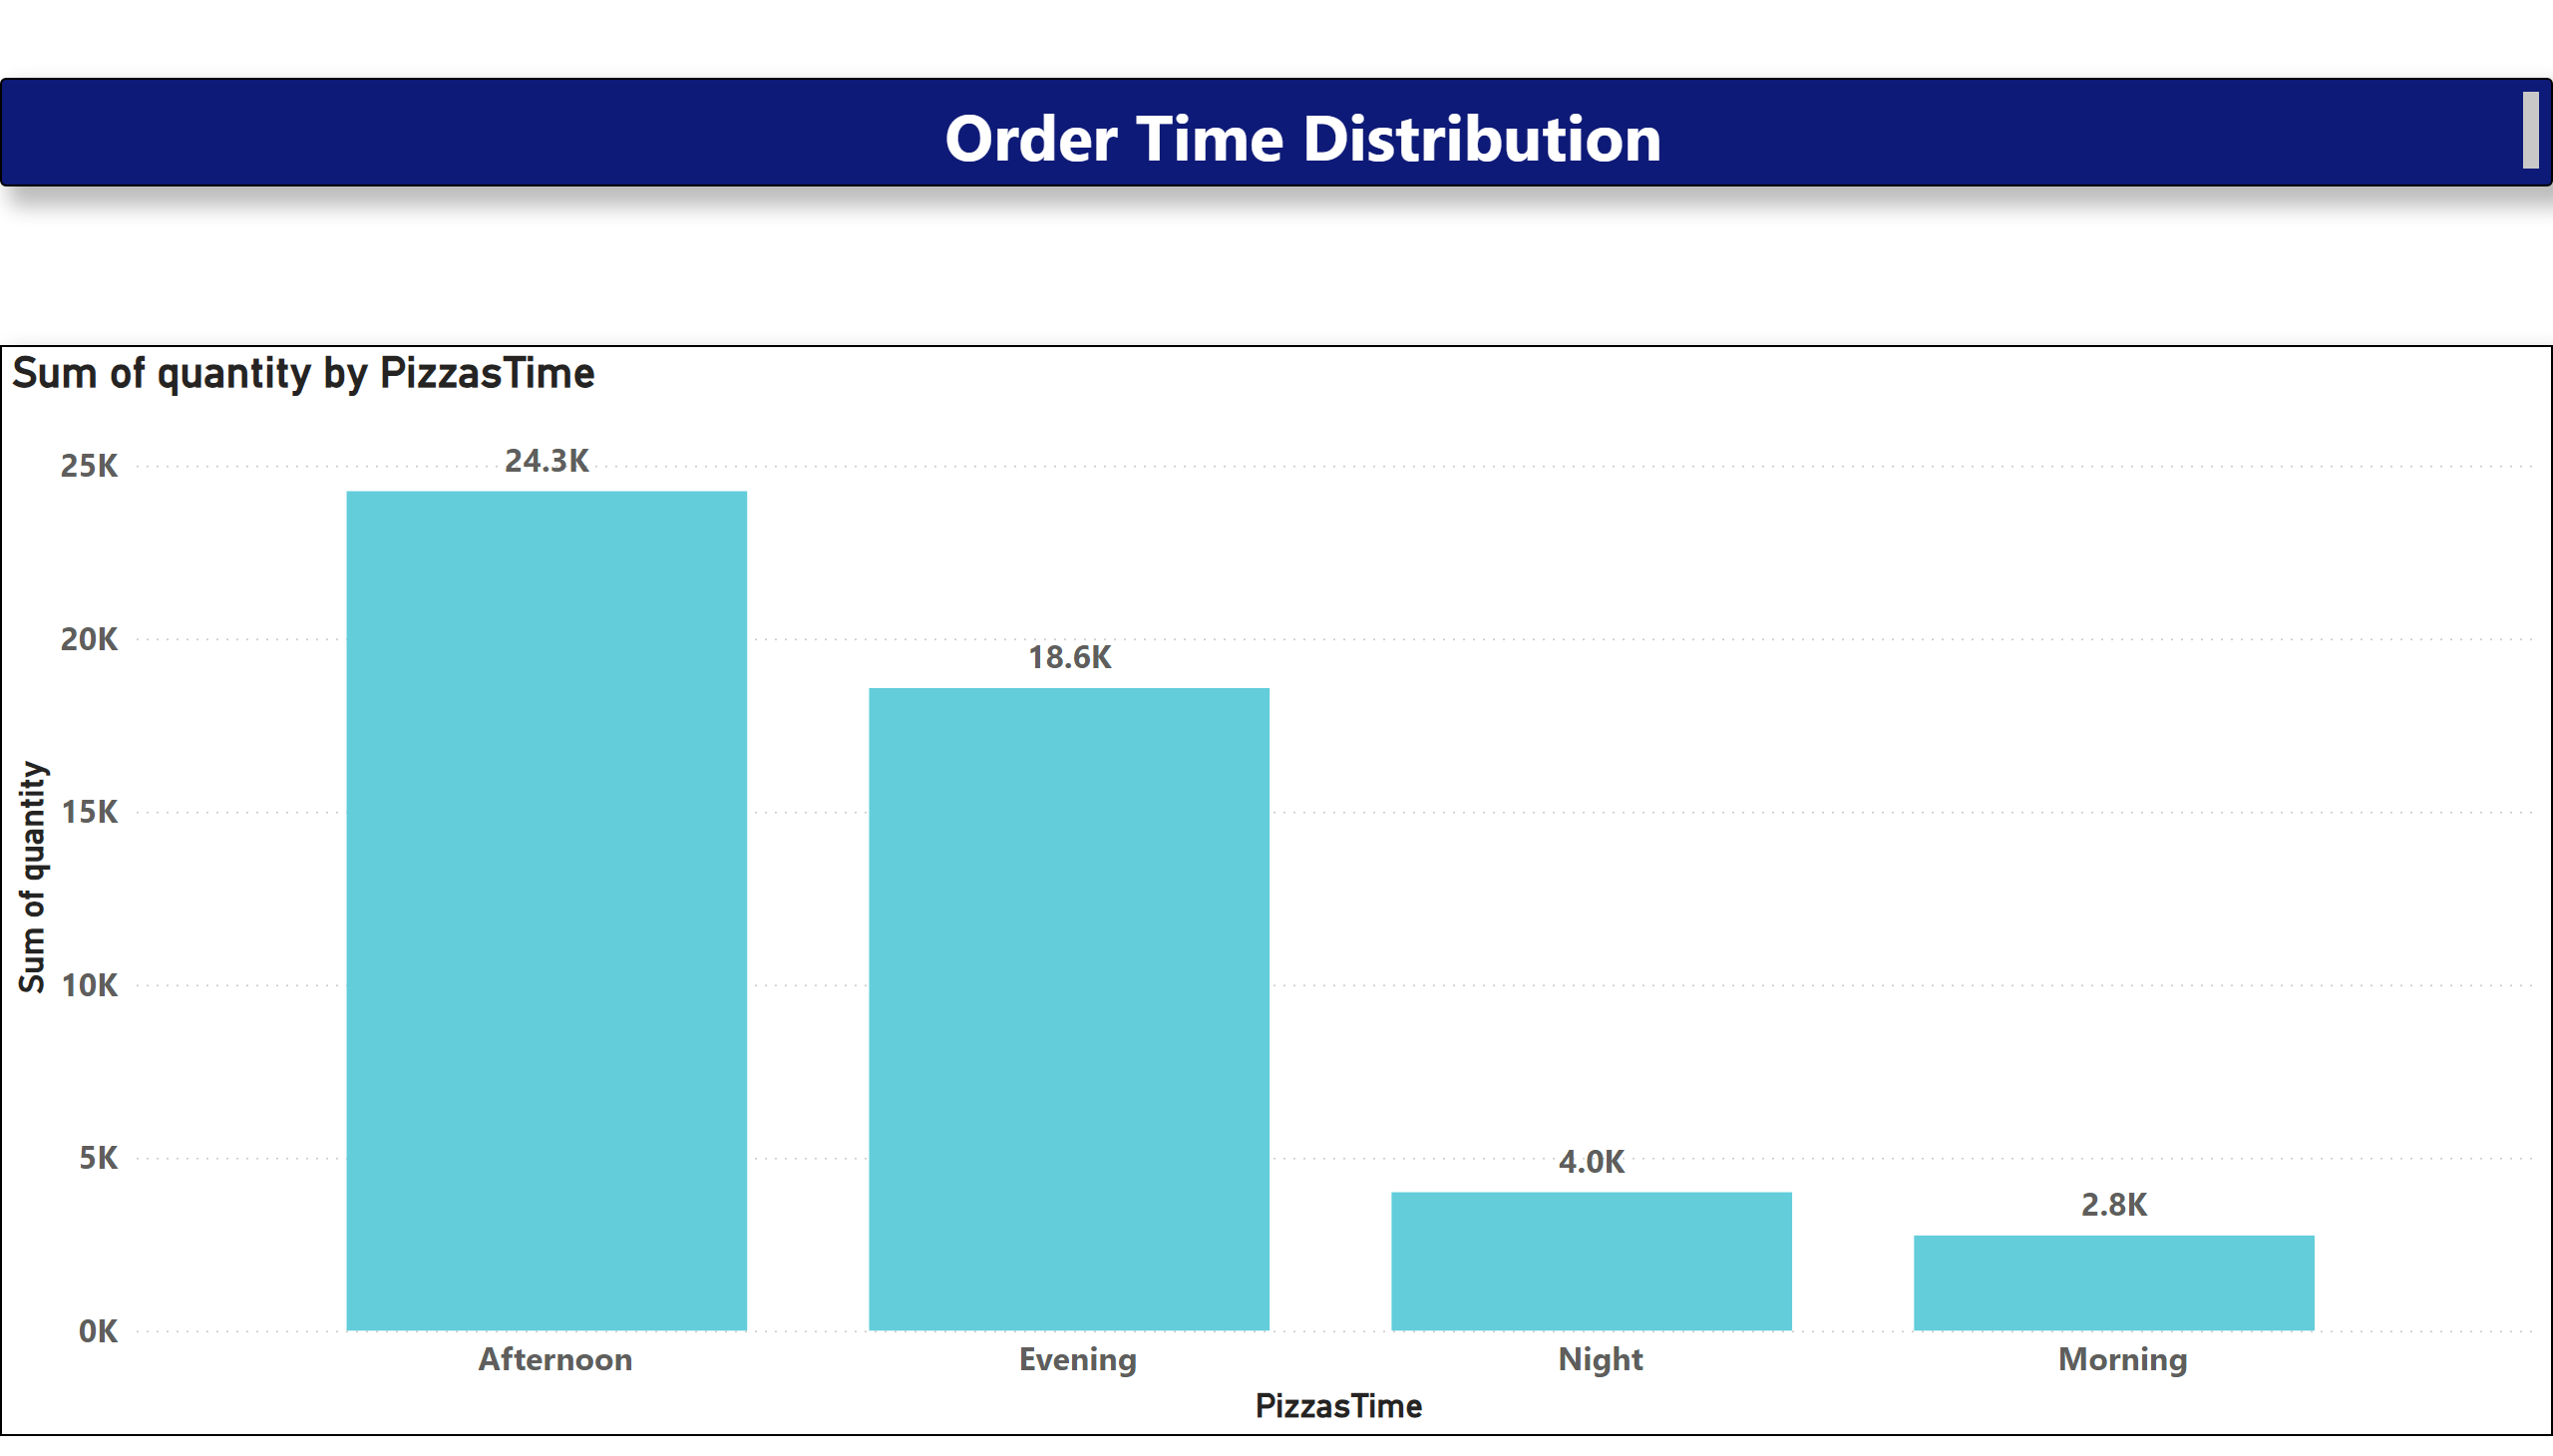 Order Time Distribution
Sum of quantity by PizzasTime
25K
20K
15K
10K
5K
0K
Sum of quantity
24.3K
18.6K
4.0K
2.8K
Afternoon
Evening
Night
Morning
PizzasTime